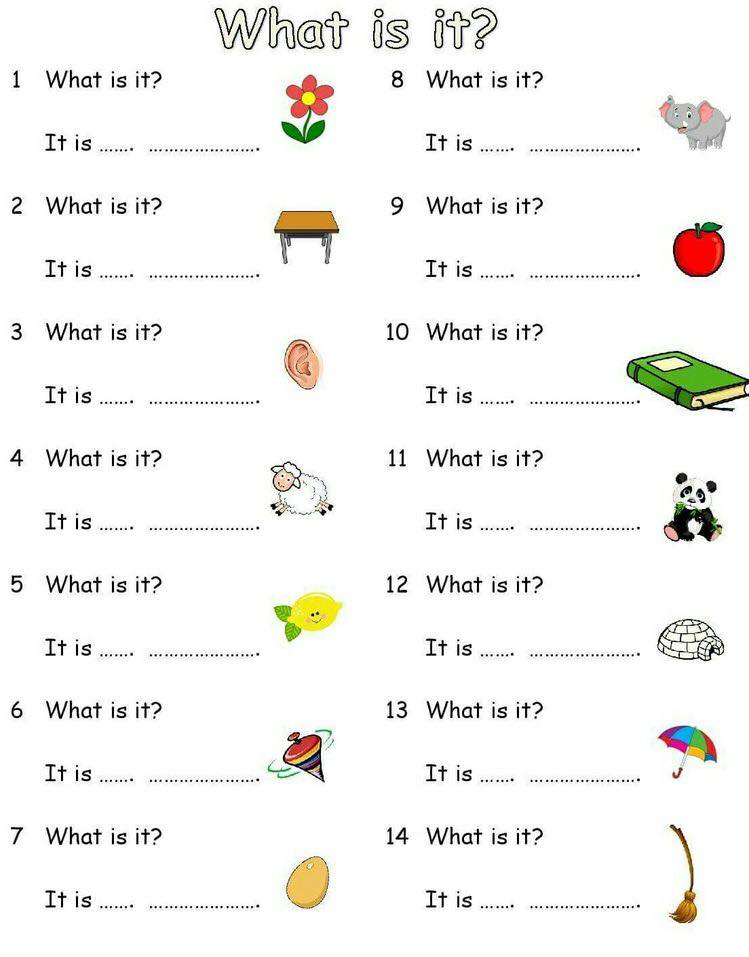 What is it?
1 What is it?
It is ...... .....................
2 What is it?
It is ...... .....................
3 What is it?
It is ...... .....................
4 What is it?
It is ...... .....................
5 What is it?
It is ...... .....................
6 What is it?
It is ...... .....................
7 What is it?
It is ...... .....................
8 What is it?
It is ...... .....................
9 What is it?
It is ...... .....................
10 What is it?
It is ...... .....................
11 What is it?
It is ...... .....................
12 What is it?
It is ...... .....................
13 What is it?
It is ...... .....................
14 What is it?
It is ...... .....................